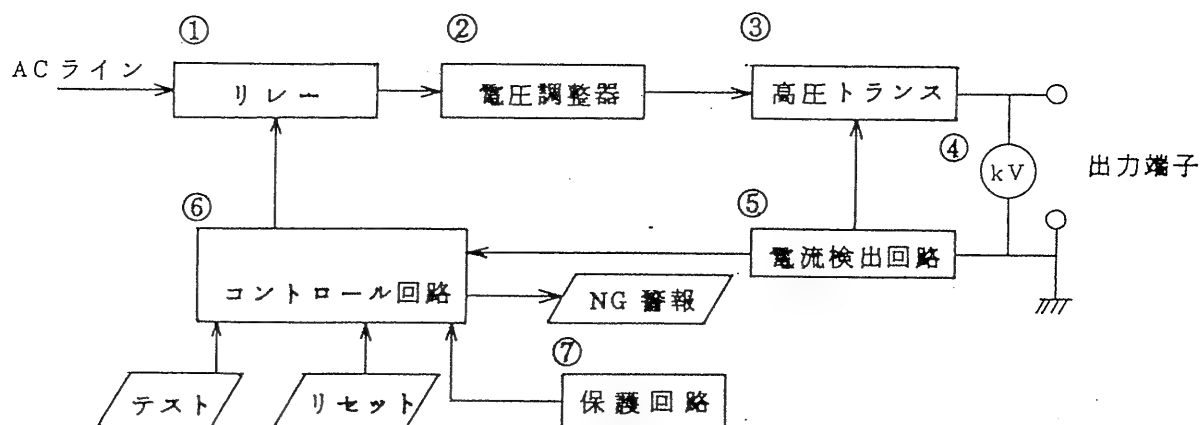 ① ② ③
ACライン
リレー
電圧調整器
高圧トランス
④
kV
出力端子
⑥ ⑤
電流検出回路
コントロール回路
NG 警報
⑦
テスト
リセット
保護回路